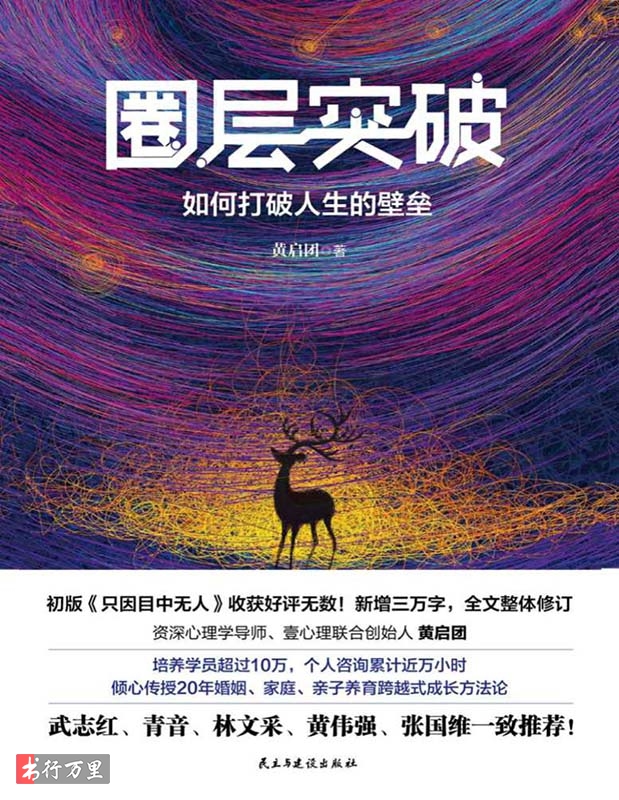 圈层突破
如何打破人生的壁垒
黄启团◎著
初版《只因目中无人》收获好评无数！新增三万字，全文整体修订
资深心理学导师、壹心理联合创始人 黄启团
培养学员超过10万，个人咨询累计近万小时
倾心传授20年婚姻、家庭、亲子养育跨越式成长方法论
武志红、青音、林文采、黄伟强、张国维一致推荐！
民主与建设出版社
书行万里